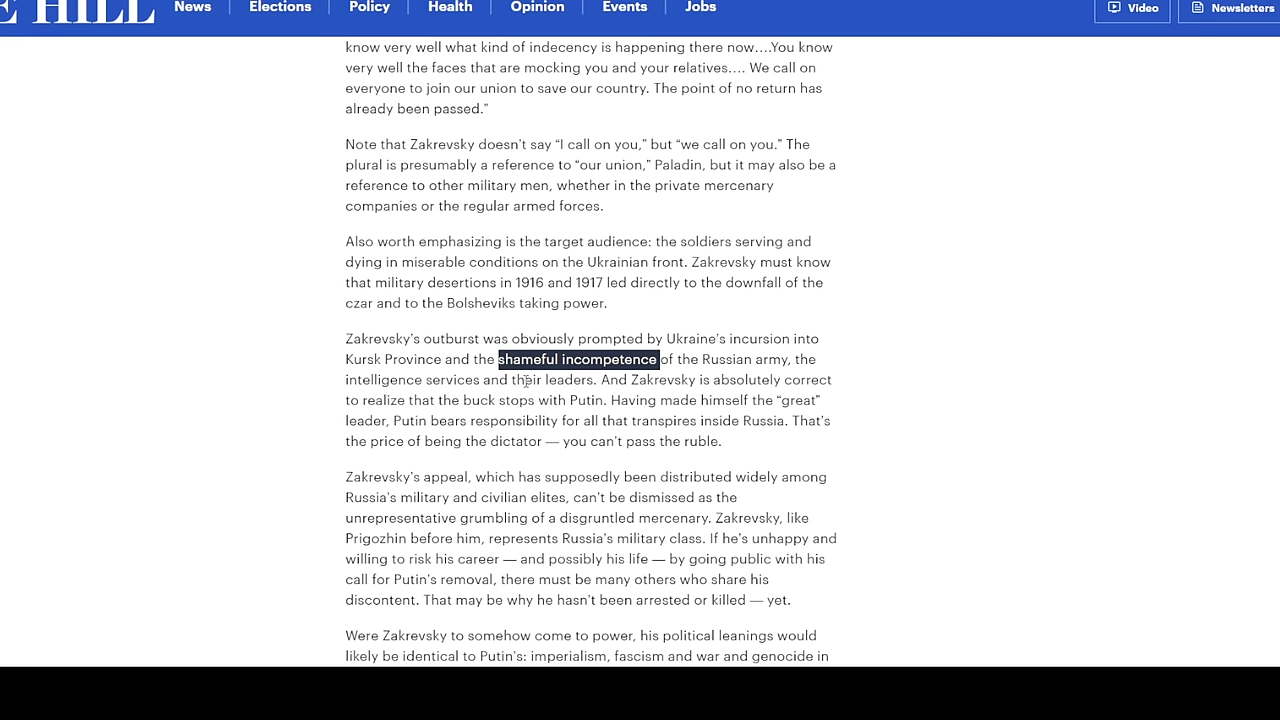 E HILL
News
Elections
Policy
Health
Opinion
Events
Jobs
Video
Newsletters
know very well what kind of indecency is happening there now....You know
very well the faces that are mocking you and your relatives.... We call on
everyone to join our union to save our country. The point of no return has
already been passed.”
Note that Zakrevsky doesn’t say “I call on you,” but “we call on you.” The
plural is presumably a reference to “our union,” Paladin, but it may also be a
reference to other military men, whether in the private mercenary
companies or the regular armed forces.
Also worth emphasizing is the target audience: the soldiers serving and
dying in miserable conditions on the Ukrainian front. Zakrevsky must know
that military desertions in 1916 and 1917 led directly to the downfall of the
czar and to the Bolsheviks taking power.
Zakrevsky’s outburst was obviously prompted by Ukraine’s incursion into
Kursk Province and the shameful incompetence of the Russian army, the
intelligence services and their leaders. And Zakrevsky is absolutely correct
to realize that the buck stops with Putin. Having made himself the “great”
leader, Putin bears responsibility for all that transpires inside Russia. That’s
the price of being the dictator — you can’t pass the ruble.
Zakrevsky’s appeal, which has supposedly been distributed widely among
Russia’s military and civilian elites, can’t be dismissed as the
unrepresentative grumbling of a disgruntled mercenary. Zakrevsky, like
Prigozhin before him, represents Russia’s military class. If he’s unhappy and
willing to risk his career — and possibly his life — by going public with his
call for Putin’s removal, there must be many others who share his
discontent. That may be why he hasn’t been arrested or killed — yet.
Were Zakrevsky to somehow come to power, his political leanings would
likely be identical to Putin’s: imperialism, fascism and war and genocide in